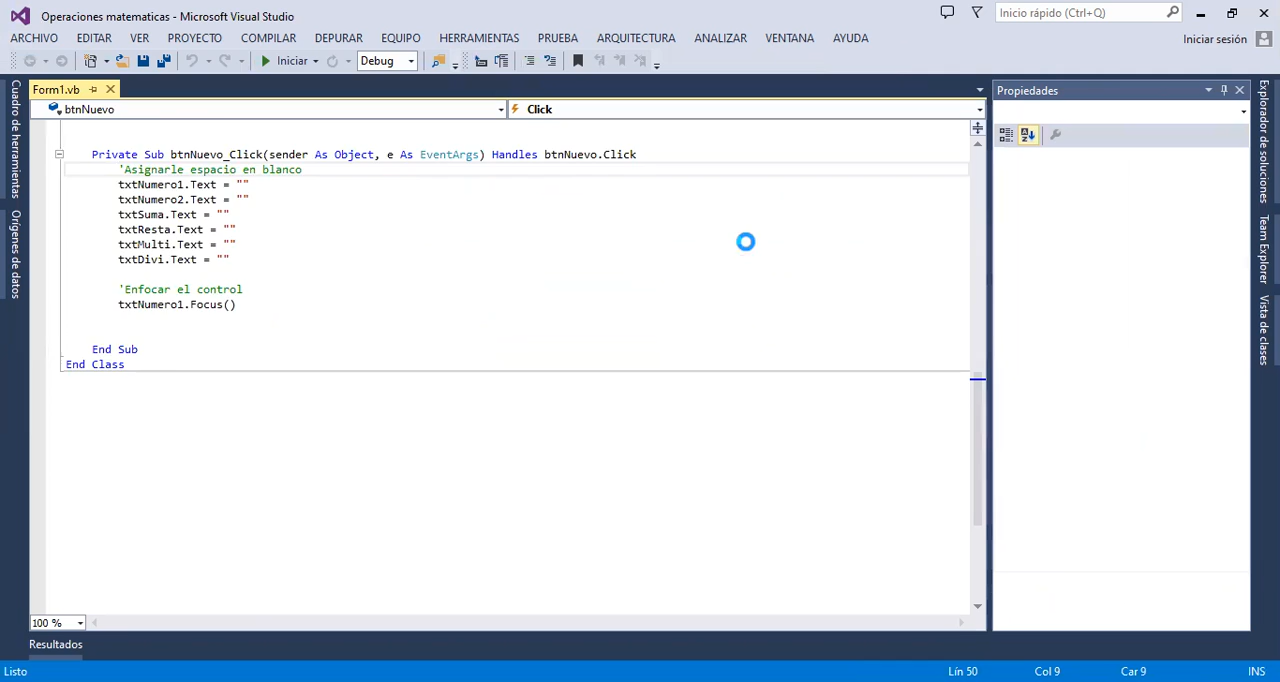 Operaciones matematicas - Microsoft Visual Studio
Inicio rápido (Ctrl+Q)
ARCHIVO EDITAR VER PROYECTO COMPILAR DEPURAR EQUIPO HERRAMIENTAS PRUEBA ARQUITECTURA ANALIZAR VENTANA AYUDA
Iniciar sesión
Iniciar
Debug
Form1.vb
Propiedades
btnNuevo
Click
Private Sub btnNuevo_Click(sender As Object, e As EventArgs) Handles btnNuevo.Click
'Asignarle espacio en blanco
txtNumero1.Text = ""
txtNumero2.Text = ""
txtSuma.Text = ""
txtResta.Text = ""
txtMulti.Text = ""
txtDivi.Text = ""
'Enfocar el control
txtNumero1.Focus()
End Sub
End Class
Cuadro de herramientas
Orígenes de datos
Explorador de soluciones
Team Explorer
Vista de clases
100 %
Resultados
Listo
Lín 50
Col 9
Car 9
INS